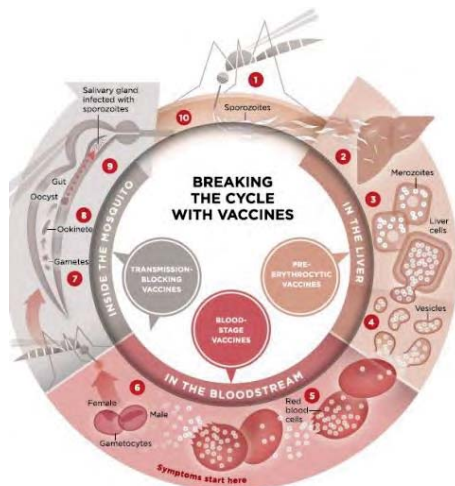 1
Sporozoites
10
Salivary gland
infected with
sporozoites
2
9
Merozoites
3
Gut
BREAKING
THE CYCLE
WITH VACCINES
8
Oocyst
Liver
cells
Ookinete
INSIDE THE MOSQUITO
IN THE LIVER
TRANSMISSION-
BLOCKING
VACCINES
PRE-
ERYTHROCYTIC
VACCINES
Gametes
7
Vesicles
BLOOD-
STAGE
VACCINES
4
IN THE BLOODSTREAM
6
5
Female
Male
Red
blood
cells
Gametocytes
Symptoms start here